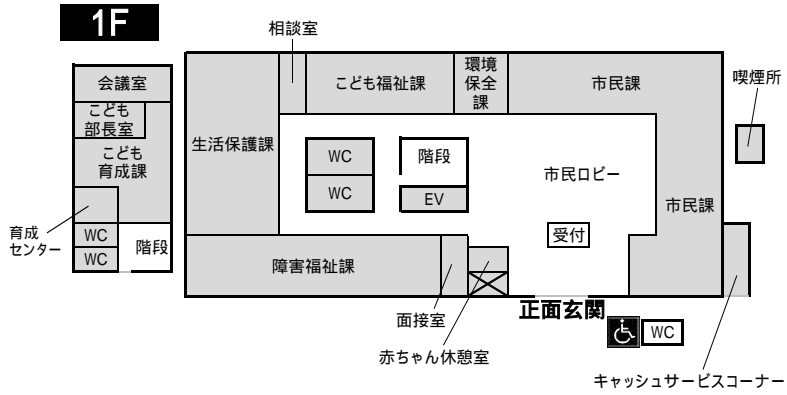 1F
相談室
会議室
こども
部長室
こども
育成課
育成
センター
WC
WC
階段
生活保護課
こども福祉課
環境
保全
課
市民課
喫煙所
WC
WC
階段
EV
市民ロビー
市民課
受付
障害福祉課
面接室
赤ちゃん休憩室
正面玄関
WC
キャッシュサービスコーナー